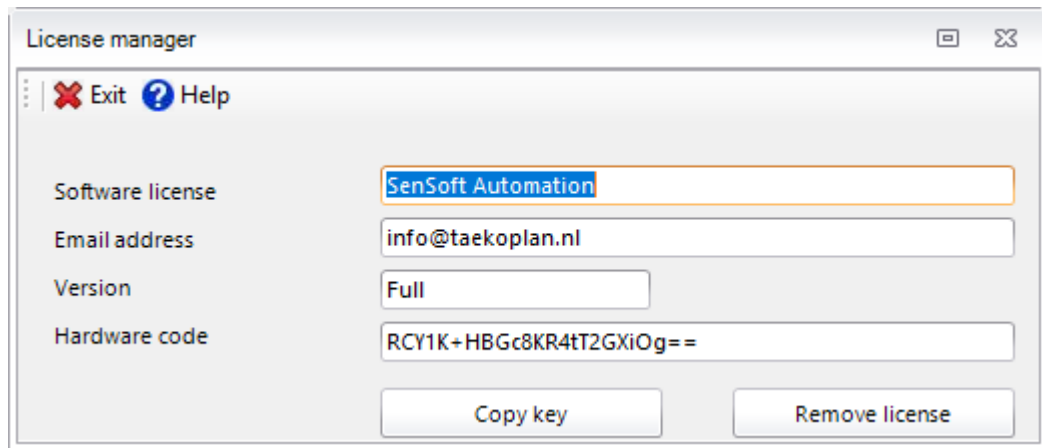 License manager
Exit Help
Software license SenSoft Automation
Email address info@taekoplan.nl
Version Full
Hardware code RCY1K+HBGc8KR4tT2GXiOg==
Copy key Remove license